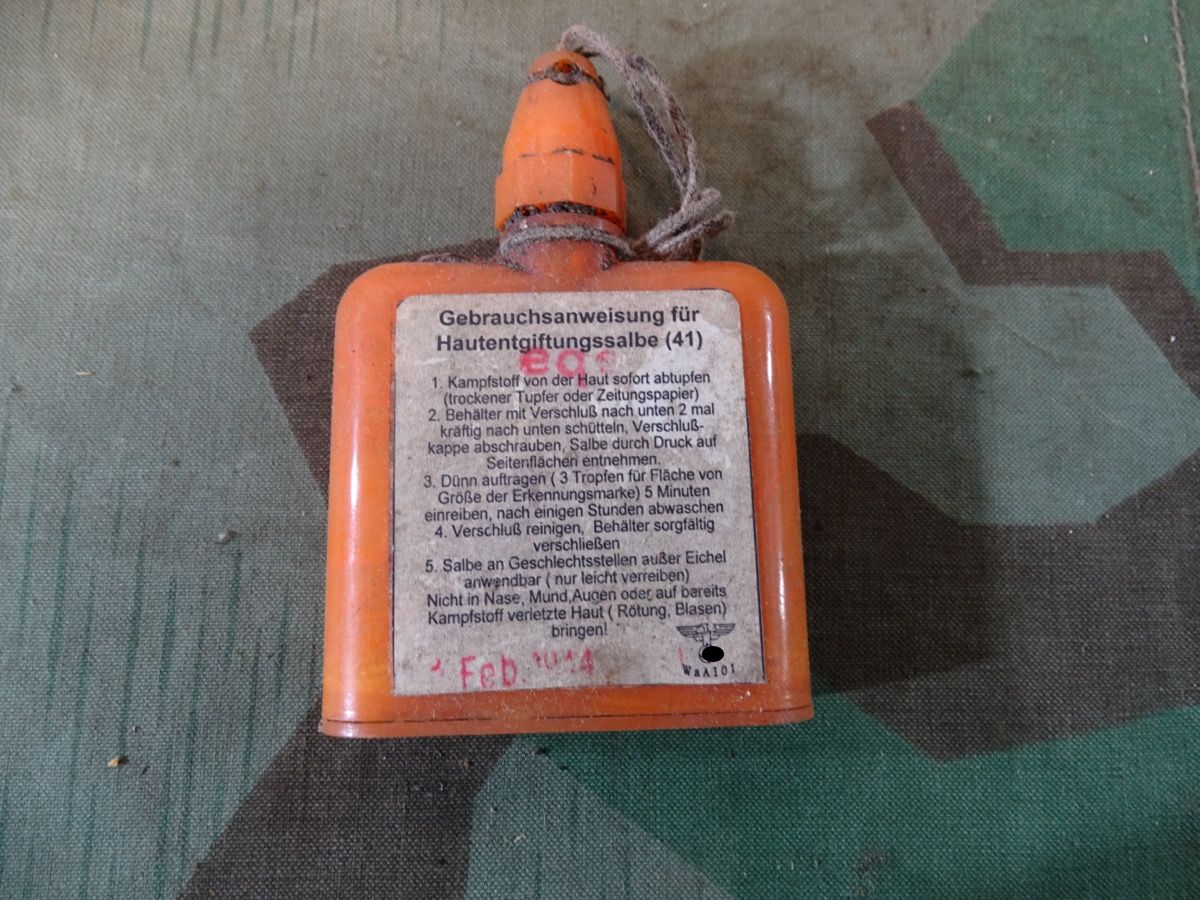 Gebrauchsanweisung für
Hautentgiftungssalbe (41)
1. Kampfstoff von der Haut sofort abtupfen
(trockener Tupfer oder Zeitungspapier)
2. Behälter mit Verschluß nach unten 2 mal
kräftig nach unten schütteln, Verschluß-
kappe abschrauben, Salbe durch Druck auf
Seitenflächen entnehmen.
3. Dünn auftragen ( 3 Tropfen für Fläche von
Größe der Erkennungsmarke) 5 Minuten
einreiben, nach einigen Stunden abwaschen
4. Verschluß reinigen, Behälter sorgfältig
verschließen
5. Salbe an Geschlechtsstellen außer Eichel
anwendbar ( nur leicht verreiben)
Nicht in Nase, Mund,Augen oder auf bereits
Kampfstoff verletzte Haut ( Rötung, Blasen)
bringen!
Feb.
WaA101